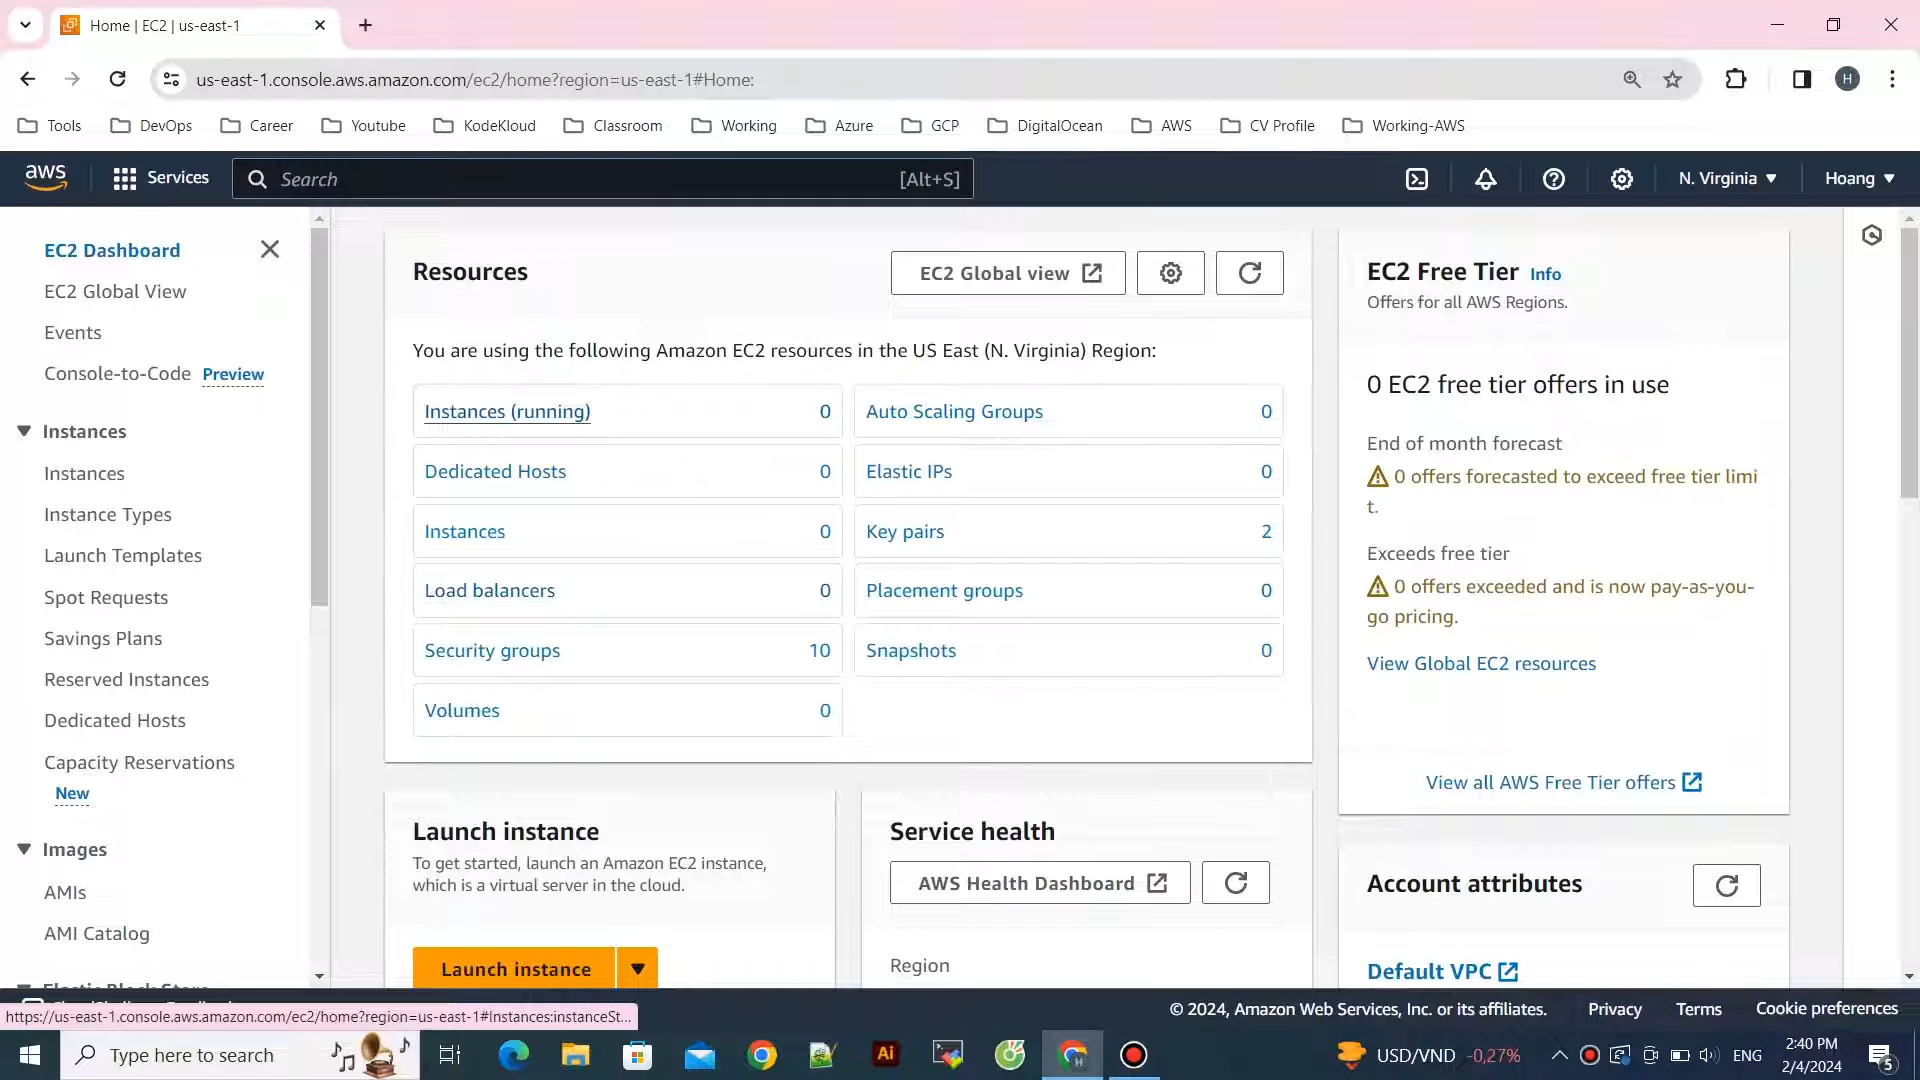 Home | EC2 | us-east-1
us-east-1.console.aws.amazon.com/ec2/home?region=us-east-1#Home:
H
Tools DevOps Career Youtube KodeKloud Classroom Working Azure GCP DigitalOcean AWS CV Profile Working-AWS
aws Services Search [Alt+S] N. Virginia Hoang
EC2 Dashboard
EC2 Global View
Events
Console-to-Code Preview
Instances
Instances
Instance Types
Launch Templates
Spot Requests
Savings Plans
Reserved Instances
Dedicated Hosts
Capacity Reservations
New
Images
AMIs
AMI Catalog
Elastic Block Store
Resources
EC2 Global view
You are using the following Amazon EC2 resources in the US East (N. Virginia) Region:
Instances (running) 0
Auto Scaling Groups 0
Dedicated Hosts 0
Elastic IPs 0
Instances 0
Key pairs 2
Load balancers 0
Placement groups 0
Security groups 10
Snapshots 0
Volumes 0
Launch instance
To get started, launch an Amazon EC2 instance,
which is a virtual server in the cloud.
Launch instance
Service health
AWS Health Dashboard
Region
EC2 Free Tier Info
Offers for all AWS Regions.
0 EC2 free tier offers in use
End of month forecast
0 offers forecasted to exceed free tier limi
t.
Exceeds free tier
0 offers exceeded and is now pay-as-you-
go pricing.
View Global EC2 resources
View all AWS Free Tier offers
Account attributes
Default VPC
https://us-east-1.console.aws.amazon.com/ec2/home?region=us-east-1#Instances:instanceSt...
© 2024, Amazon Web Services, Inc. or its affiliates. Privacy Terms Cookie preferences
Type here to search
Ai
H
USD/VND -0,27%
ENG
2:40 PM
2/4/2024
5